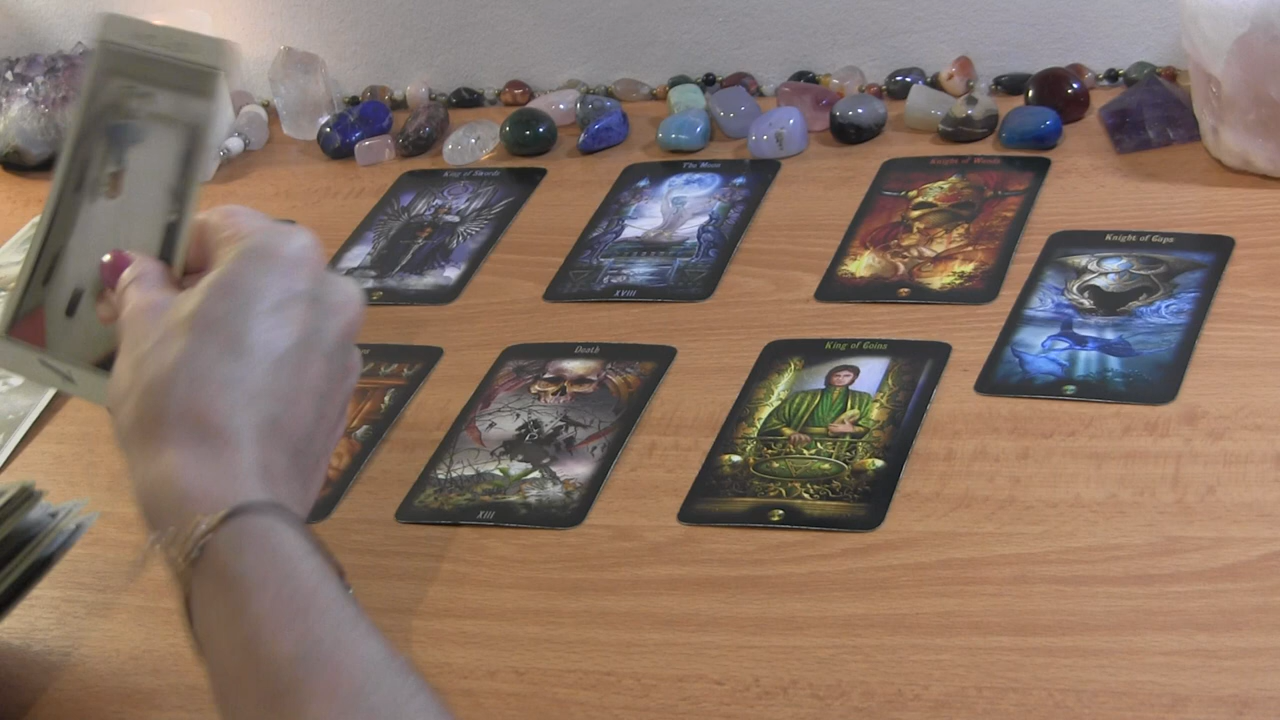 King of Swords
The Moon
XVIII
Knight of Wands
Knight of Cups
Death
XIII
King of Coins